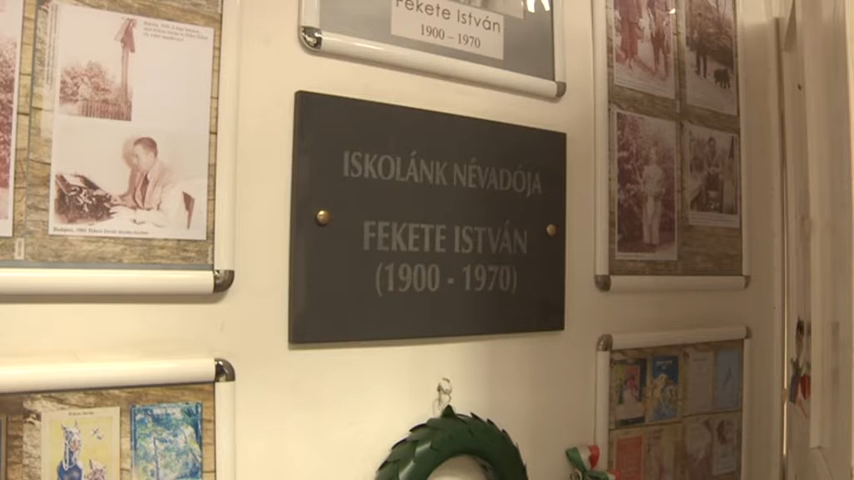 Fekete István
1900 – 1970
ISKOLÁNK NÉVADÓJA
FEKETE ISTVÁN
(1900 - 1970)